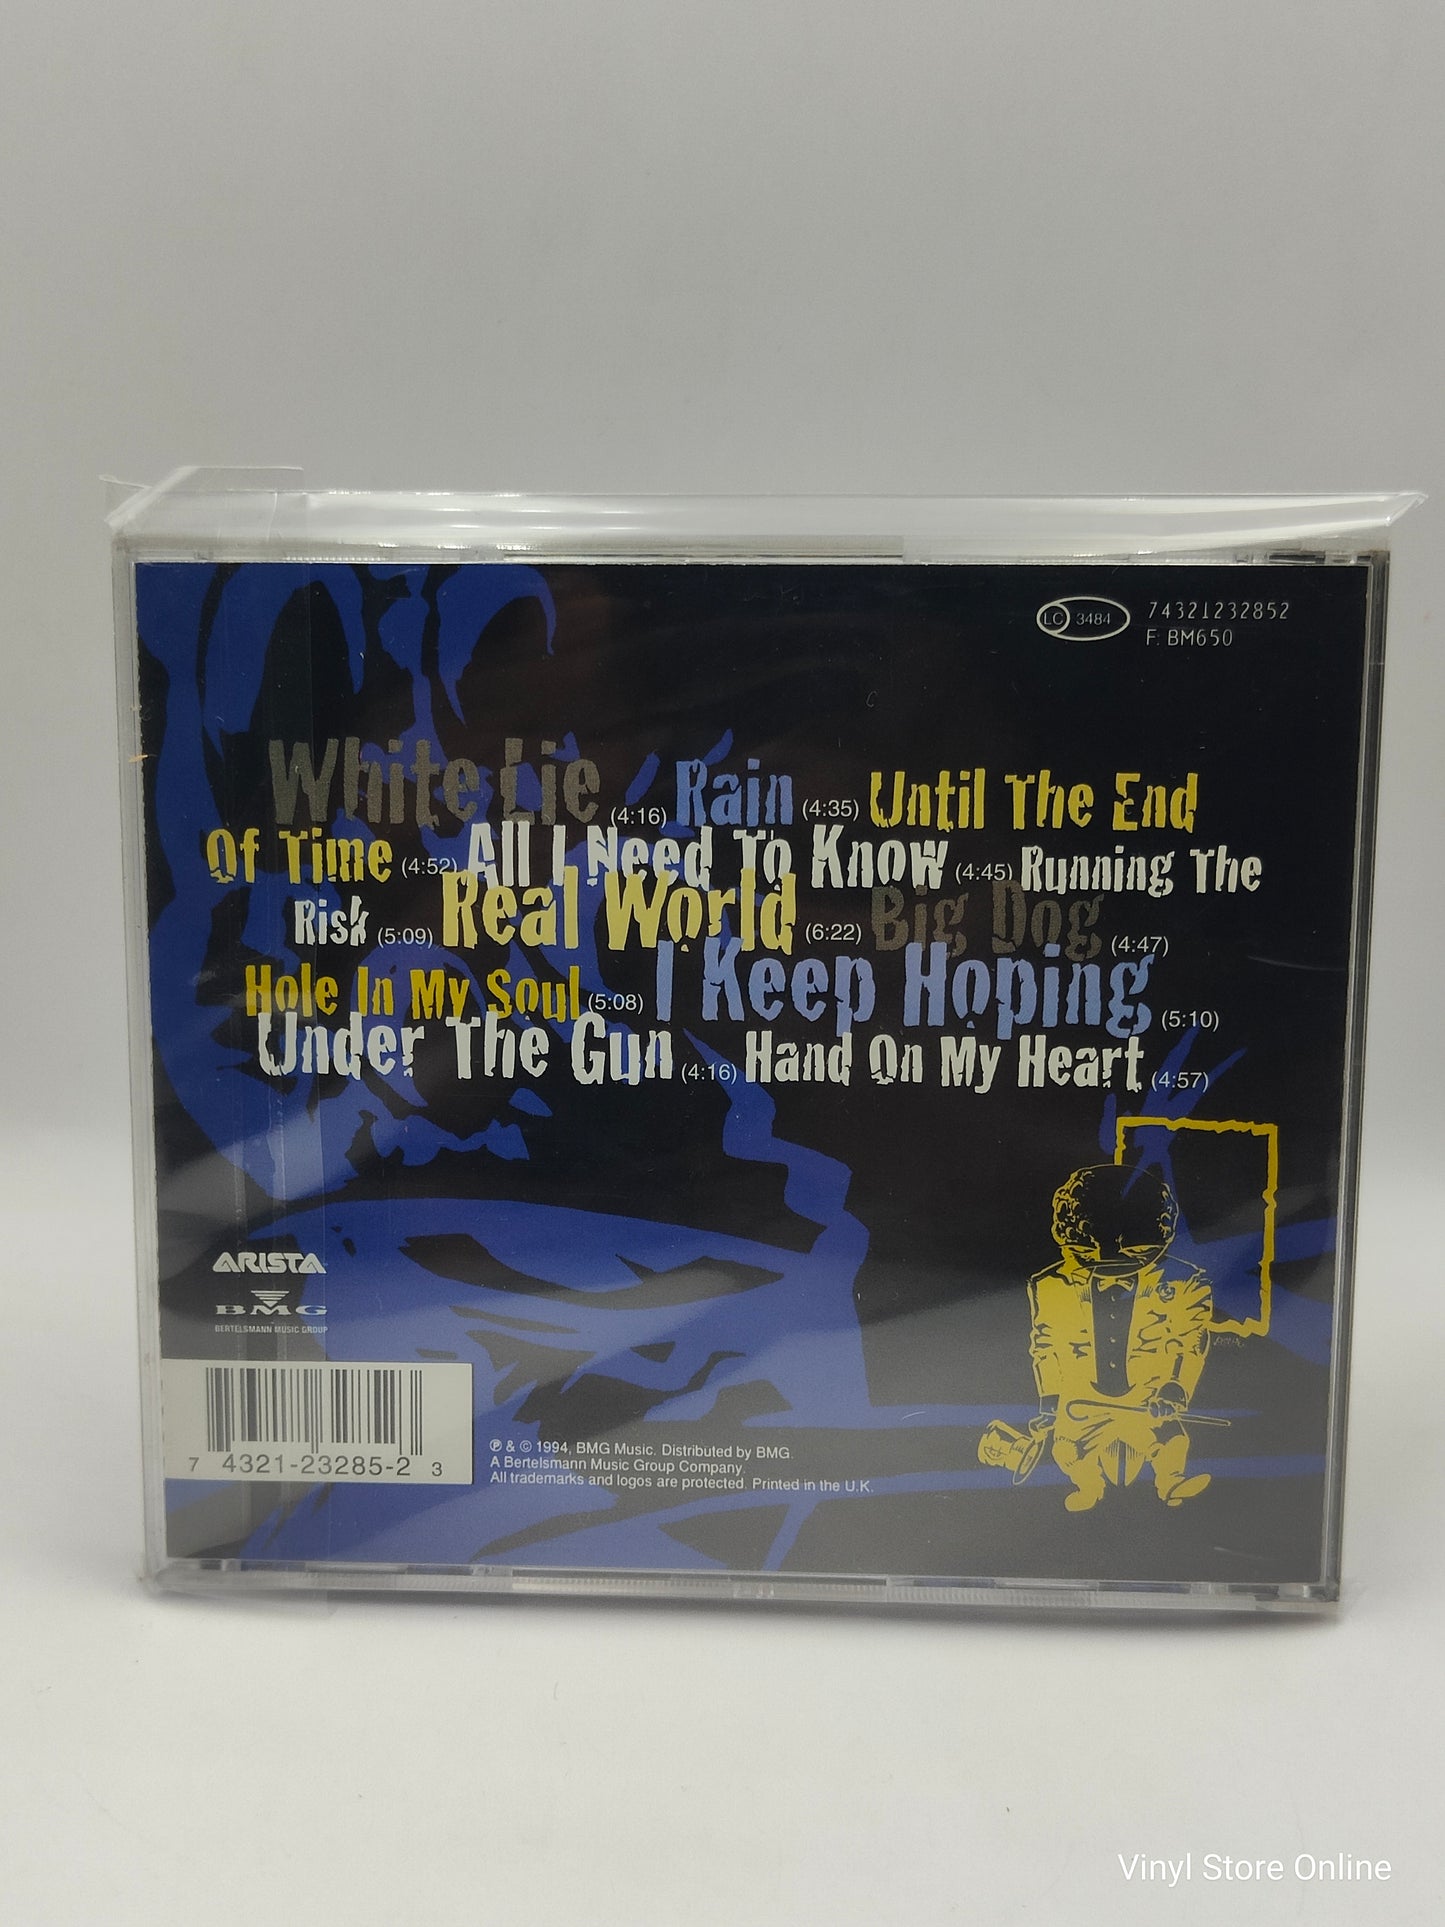 LC 3484 74321232852
F: BM650
White Lie (4:16) Rain (4:35) Until The End
Of Time (4:52) All I Need To Know (4:45) Running The
Risk (5:09) Real World (6:22) Big Dog (4:47)
Hole In My Soul (5:08) I Keep Hoping (5:10)
Under The Gun (4:16) Hand On My Heart (4:57)
ARISTA
BMG
BERTELSMANN MUSIC GROUP
7 4321-23285-2 3
℗ & © 1994, BMG Music. Distributed by BMG.
A Bertelsmann Music Group Company.
All trademarks and logos are protected. Printed in the U.K.
Vinyl Store Online